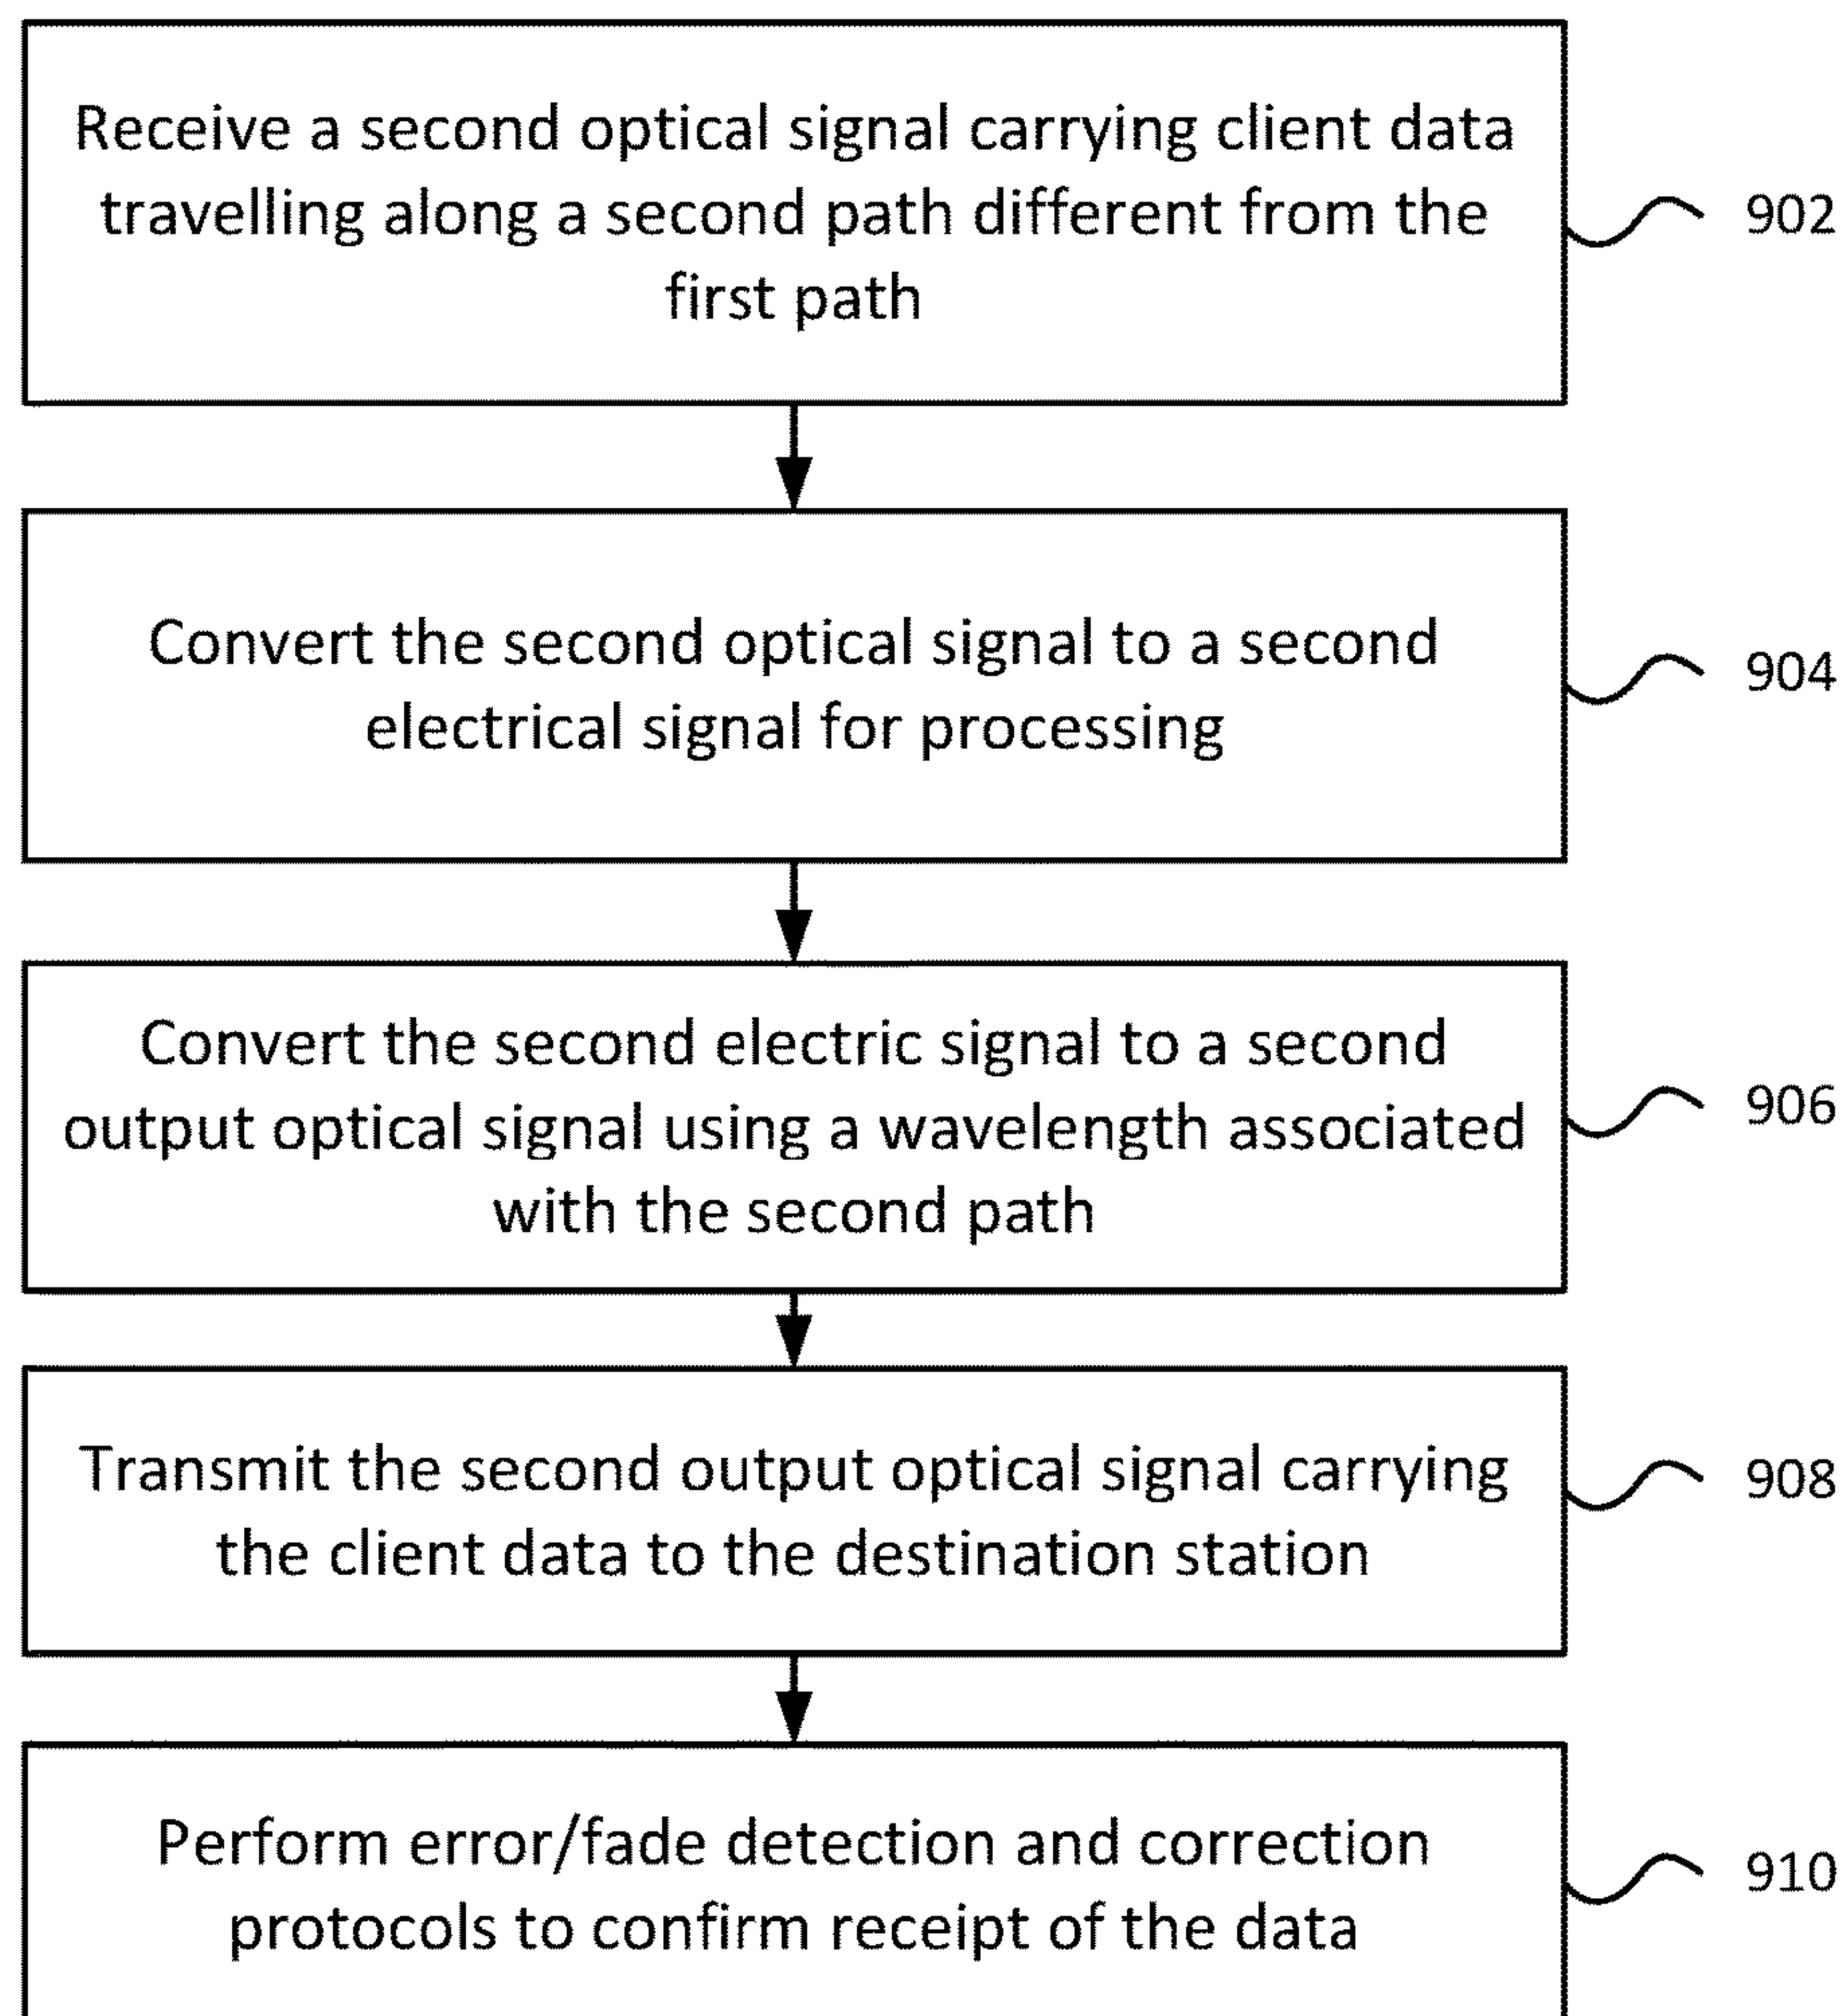 Receive a second optical signal carrying client data
travelling along a second path different from the
first path
902
Convert the second optical signal to a second
electrical signal for processing
904
Convert the second electric signal to a second
output optical signal using a wavelength associated
with the second path
906
Transmit the second output optical signal carrying
the client data to the destination station
908
Perform error/fade detection and correction
protocols to confirm receipt of the data
910